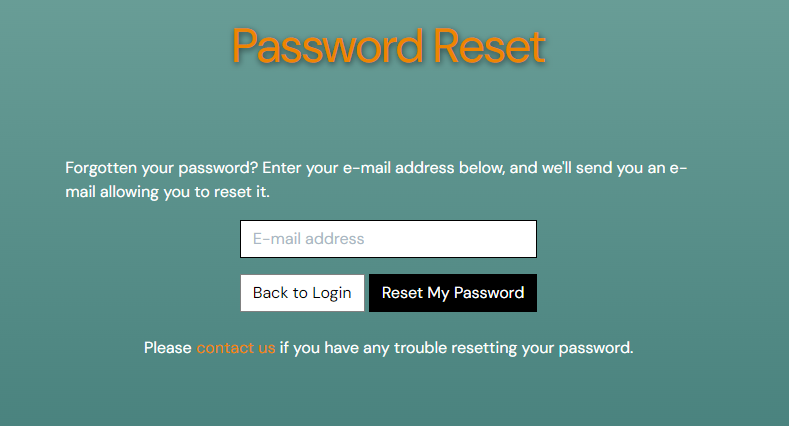 Password Reset
Forgotten your password? Enter your e-mail address below, and we'll send you an e-
mail allowing you to reset it.
E-mail address
Back to Login Reset My Password
Please contact us if you have any trouble resetting your password.